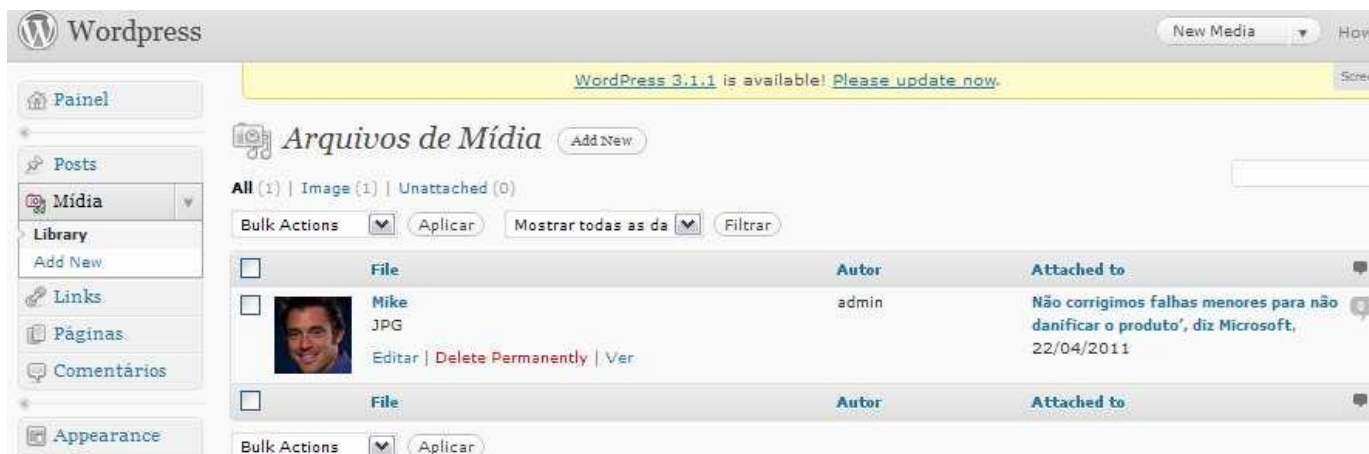 Wordpress
New Media
How
WordPress 3.1.1 is available! Please update now.
Scree
Painel
Arquivos de Mídia Add New
Posts
All (1) | Image (1) | Unattached (0)
Mídia
Bulk Actions Aplicar Mostrar todas as da Filtrar
Library
Add New
File Autor Attached to
Links
Mike admin Não corrigimos falhas menores para não
JPG danificar o produto’, diz Microsoft,
Páginas
22/04/2011
Editar | Delete Permanently | Ver
Comentários
0
File Autor Attached to
Appearance
Bulk Actions Aplicar